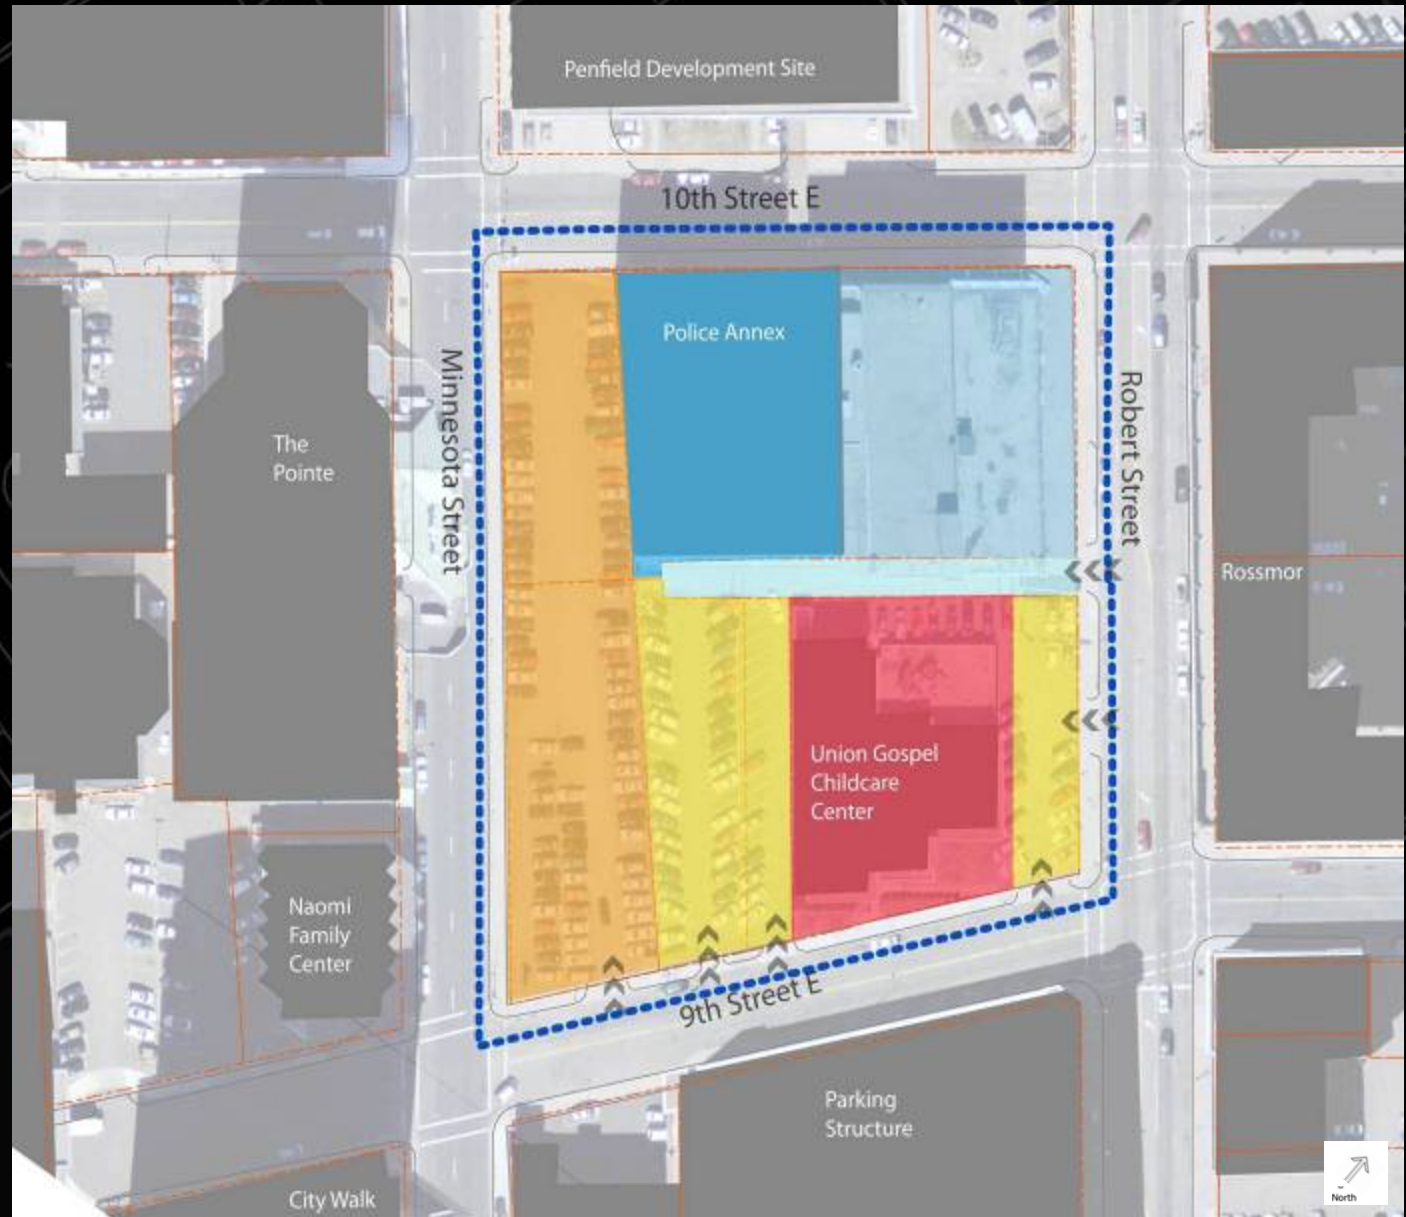 Penfield Development Site
10th Street E
Police Annex
Minnesota Street
Robert Street
The
Pointe
Rossmor
Union Gospel
Childcare
Center
Naomi
Family
Center
9th Street E
Parking
Structure
City Walk
North